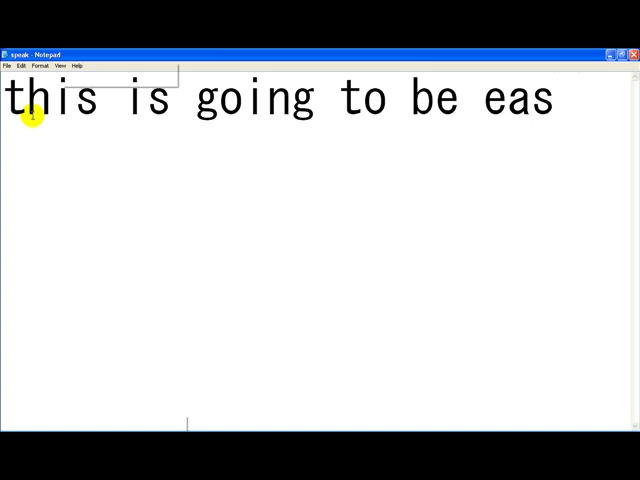 speak - Notepad
File Edit Format View Help
this is going to be eas